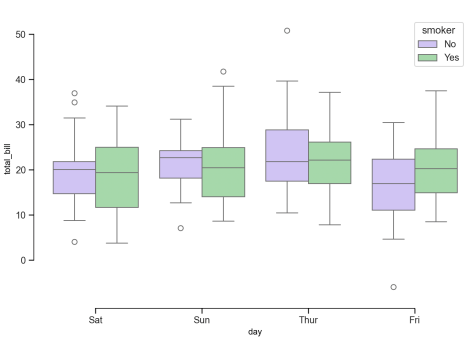 smoker
No
Yes
50
40
30
20
10
0
total_bill
Sat Sun Thur Fri
day